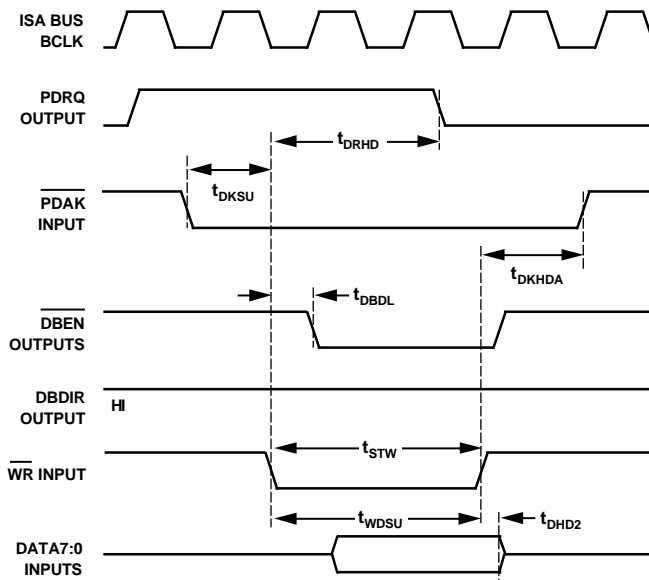 ISA BUS
BCLK
PDRQ
OUTPUT
tDRHD
tDKSU
PDAK
INPUT
tDKHDA
tDBDL
DBEN
OUTPUTS
DBDIR
OUTPUT
HI
tSTW
WR INPUT
tWDSU
tDHD2
DATA7:0
INPUTS